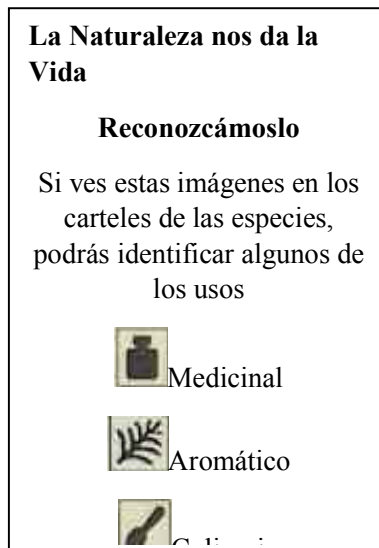 La Naturaleza nos da la
Vida
Reconozcámoslo
Si ves estas imágenes en los
carteles de las especies,
podrás identificar algunos de
los usos
Medicinal
Aromático